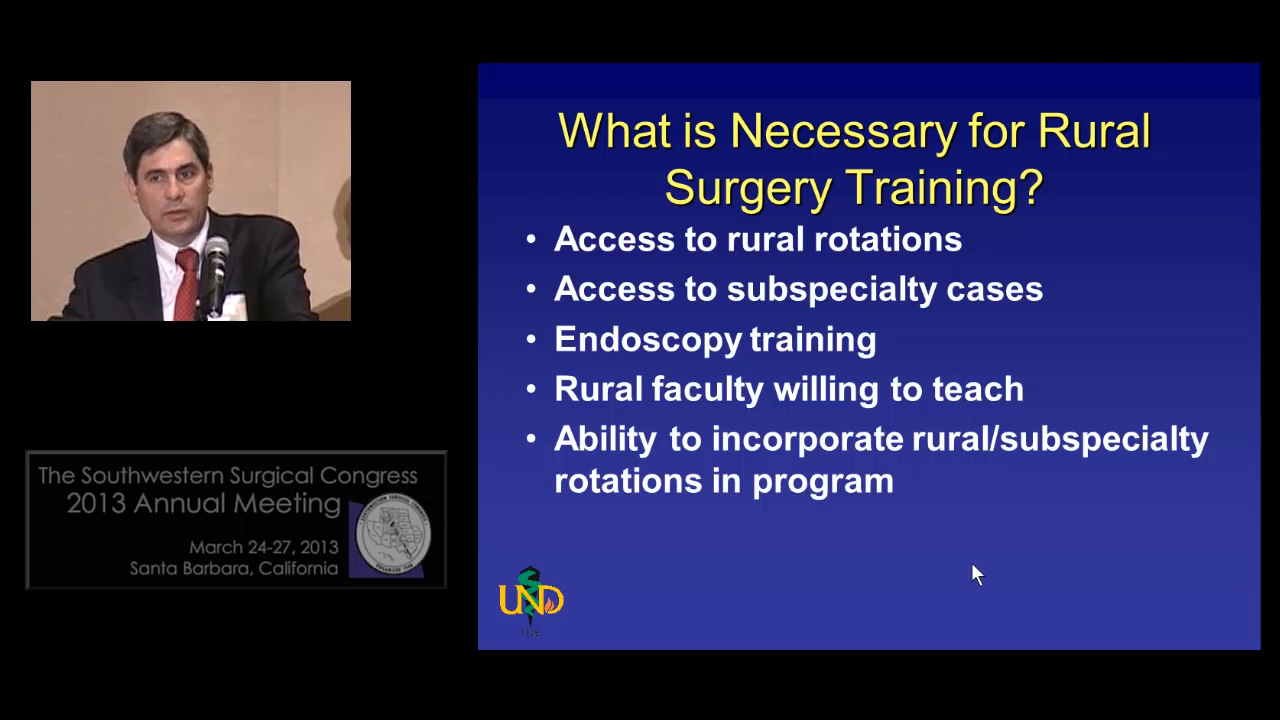 What is Necessary for Rural
Surgery Training?
• Access to rural rotations
• Access to subspecialty cases
• Endoscopy training
• Rural faculty willing to teach
• Ability to incorporate rural/subspecialty
rotations in program
UND
The Southwestern Surgical Congress
2013 Annual Meeting
March 24-27, 2013
Santa Barbara, California